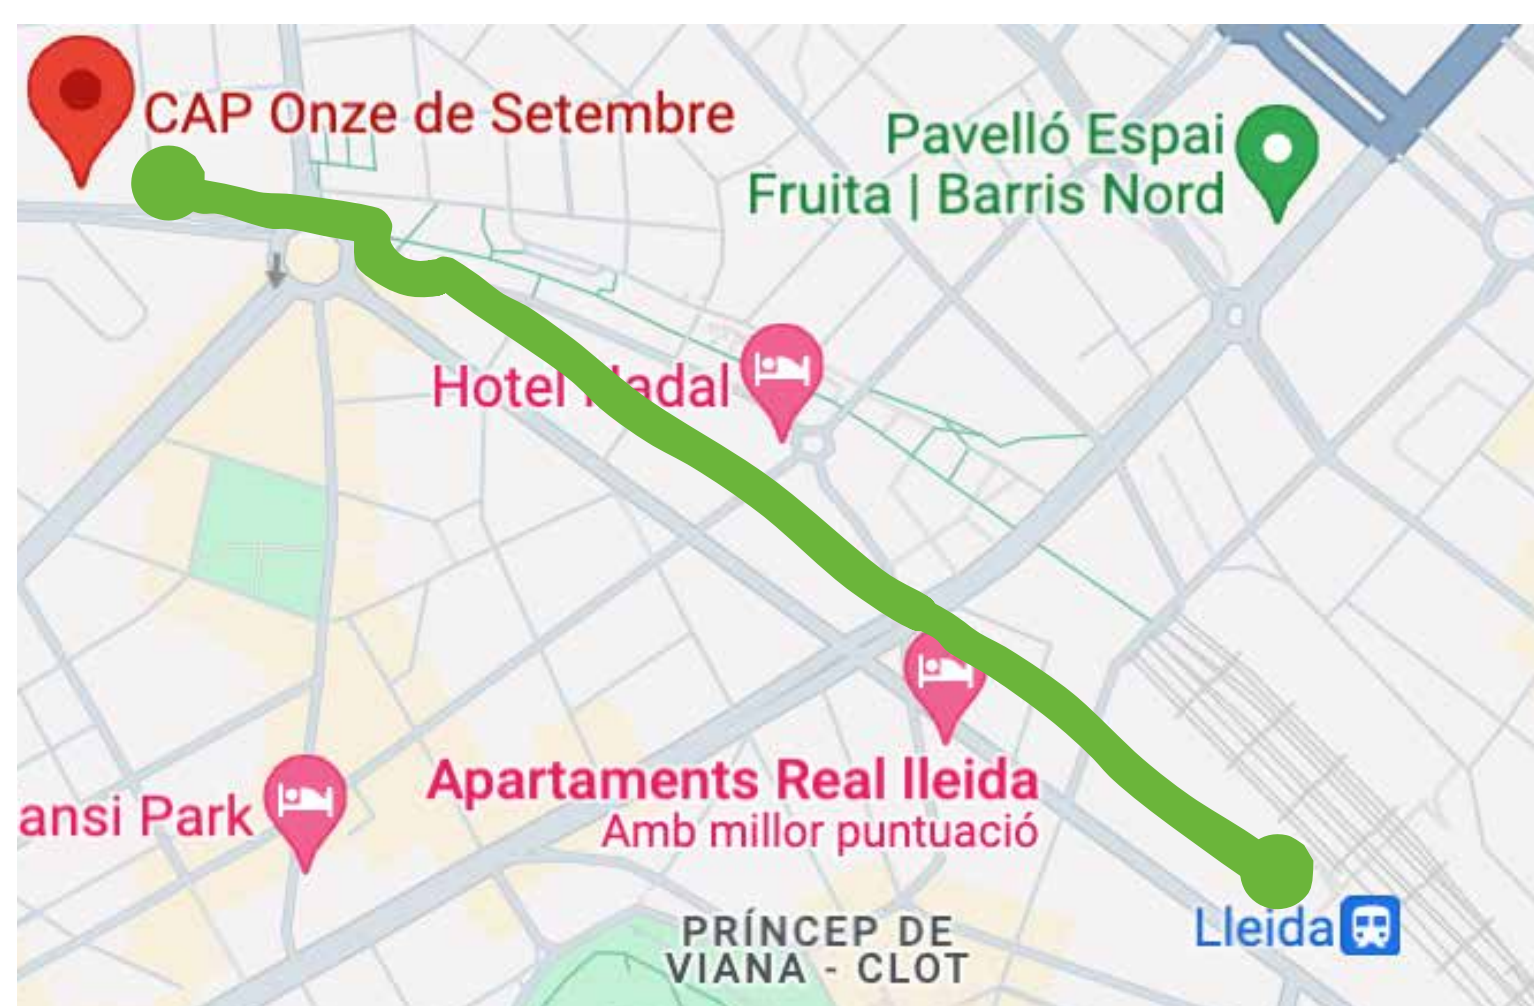 CAP Onze de Setembre
Pavelló Espai
Fruita | Barris Nord
Hotel
ansi Park
Apartaments Real lleida
Amb millor puntuació
PRÍNCEP DE
VIANA - CLOT
Lleida